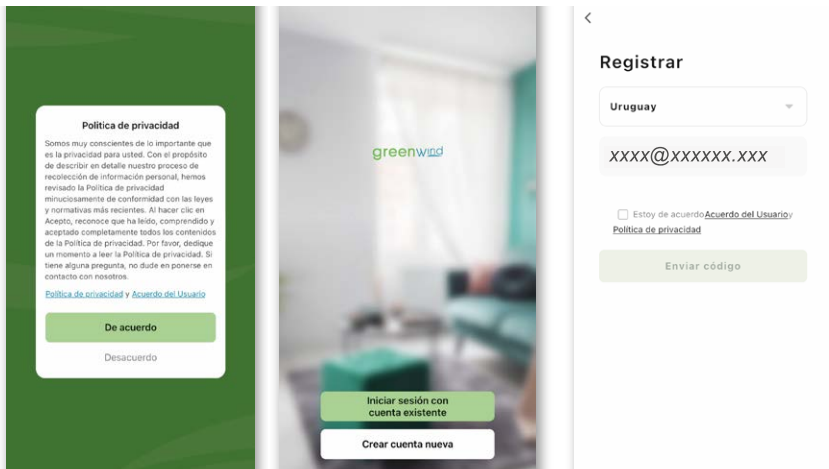 Política de privacidad
Somos muy conscientes de lo importante que
es la privacidad para usted. Con el propósito
de describir en detalle nuestro proceso de
recolección de información personal, hemos
revisado la Política de privacidad
minuciosamente de conformidad con las leyes
y normativas más recientes. Al hacer clic en
Acepto, reconoce que ha leído, comprendido y
aceptado completamente todos los contenidos
de la Política de privacidad. Por favor, dedique
un momento a leer la Política de privacidad. Si
tiene alguna pregunta, no dude en ponerse en
contacto con nosotros.
Política de privacidad y Acuerdo del Usuario
De acuerdo
Desacuerdo
greenwind
Iniciar sesión con
cuenta existente
Crear cuenta nueva
Registrar
Uruguay
xxxx@xxxxxx.xxx
Estoy de acuerdoAcuerdo del Usuarioy
Política de privacidad
Enviar código